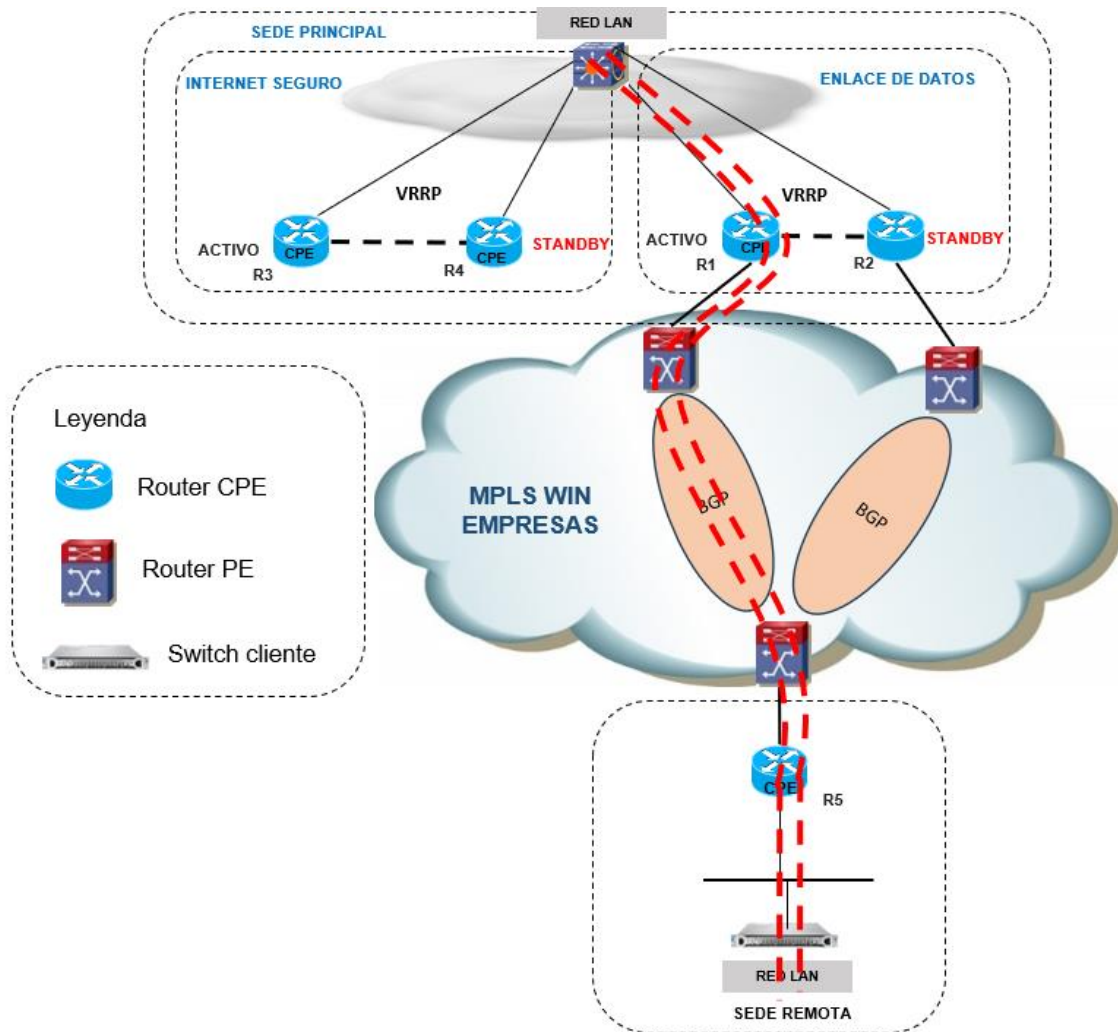 RED LAN
SEDE PRINCIPAL
INTERNET SEGURO
ENLACE DE DATOS
VRRP
VRRP
ACTIVO
CPE
R3
R4
CPE
STANDBY
ACTIVO
CPE
R1
R2
STANDBY
Leyenda
Router CPE
Router PE
Switch cliente
MPLS WIN
EMPRESAS
BGP
BGP
CPE
R5
RED LAN
SEDE REMOTA